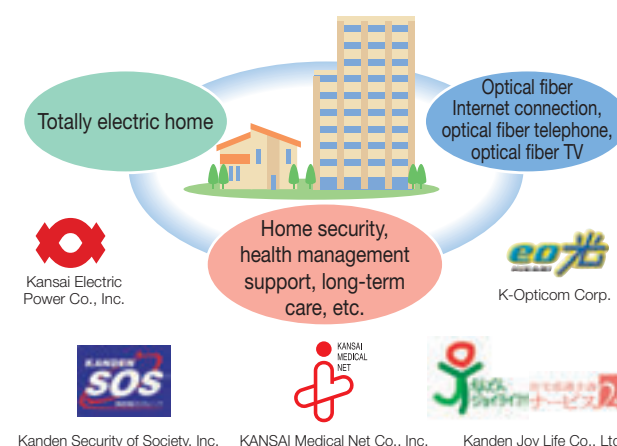 Totally electric home
Optical fiber
Internet connection,
optical fiber telephone,
optical fiber TV
Home security,
health management
support, long-term
care, etc.
Kansai Electric
Power Co., Inc.
eo光
K-Opticom Corp.
KANDEN
SOS
KANSAI
MEDICAL
NET
Kanden Security of Society, Inc.
KANSAI Medical Net Co., Inc.
Kanden Joy Life Co., Ltd